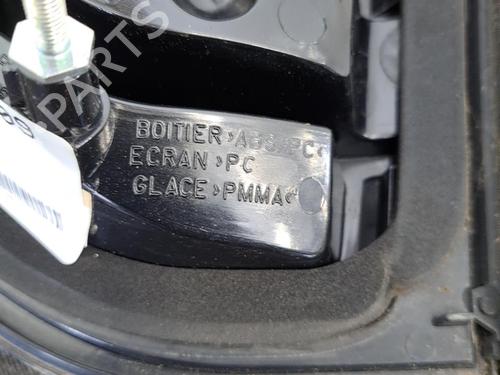 BOITIER>ABS/PC<
ECRAN>PC
GLACE>PMMA<
PARTS